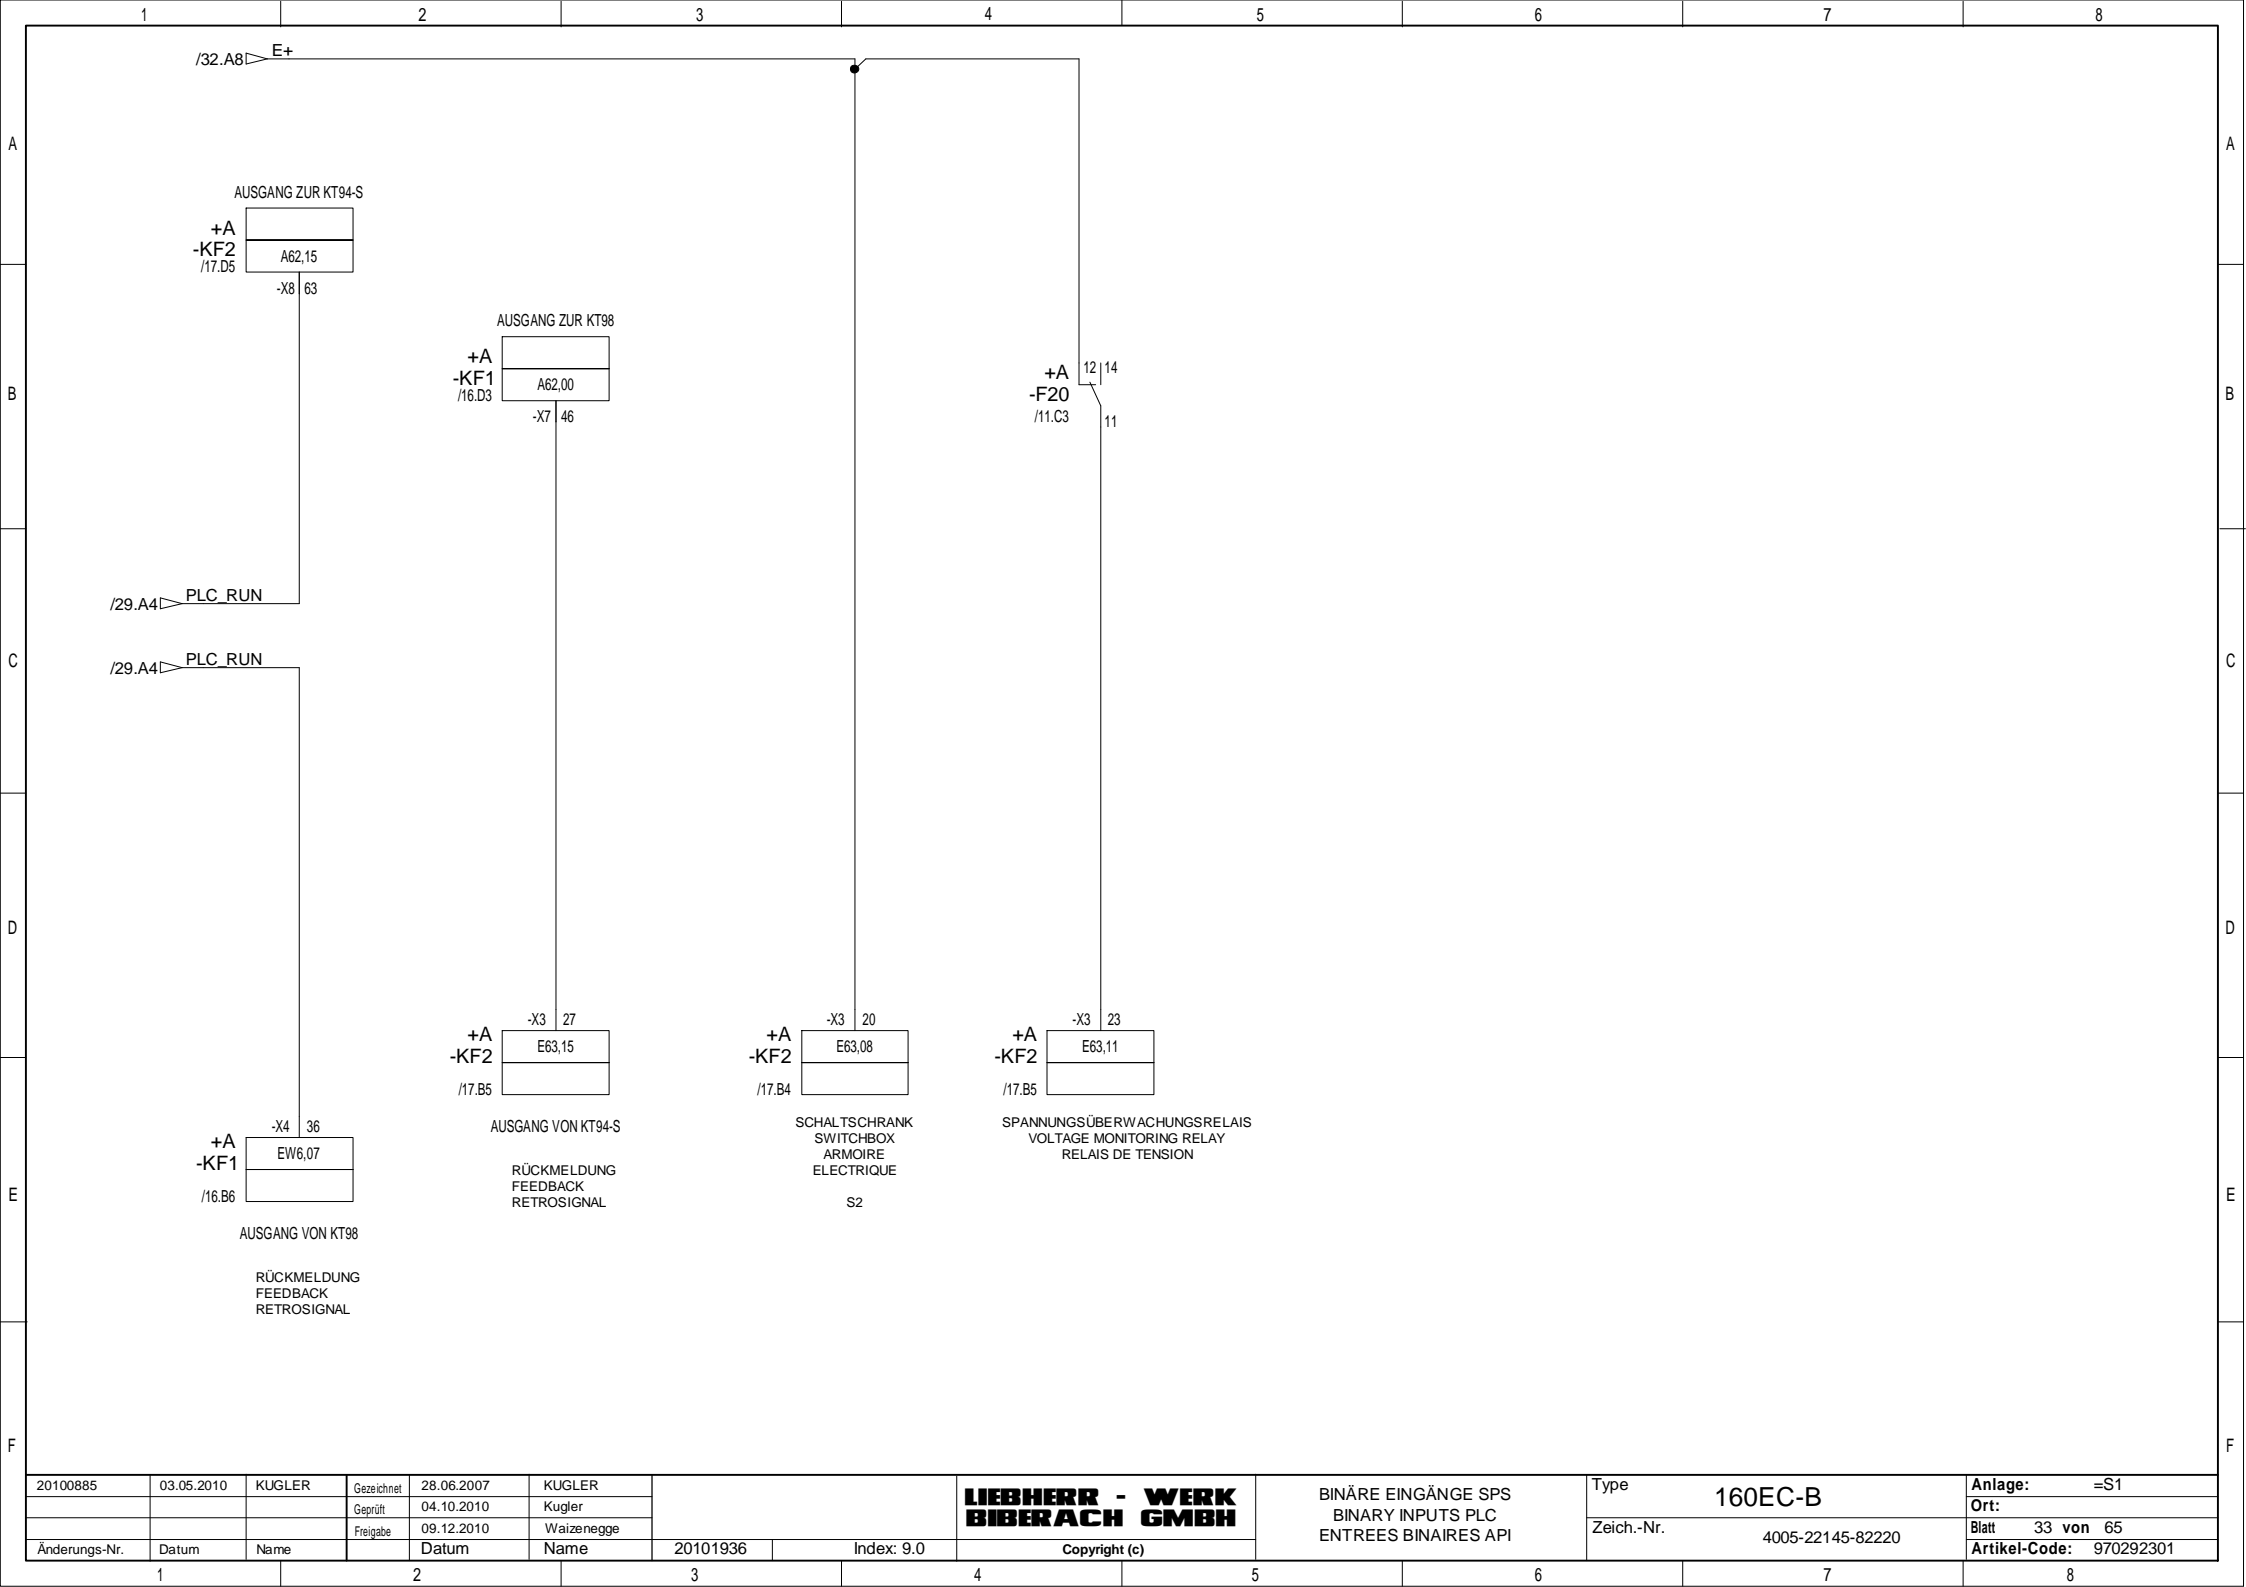 1 2 3 4 5 6 7 8
/32.A8 E+
A A
AUSGANG ZUR KT94-S
+A
-KF2
/17.D5
A62,15
-X8 63
AUSGANG ZUR KT98
+A
-KF1
/16.D3
A62,00
-X7 46
+A
-F20
/11.C3
12 14
11
B B
/29.A4 PLC_RUN
/29.A4 PLC_RUN
C C
D D
-X3 27
+A
-KF2
/17.B5
E63,15
AUSGANG VON KT94-S
RÜCKMELDUNG
FEEDBACK
RETROSIGNAL
-X3 20
+A
-KF2
/17.B4
E63,08
SCHALTSCHRANK
SWITCHBOX
ARMOIRE
ELECTRIQUE
S2
-X3 23
+A
-KF2
/17.B5
E63,11
SPANNUNGSÜBERWACHUNGSRELAIS
VOLTAGE MONITORING RELAY
RELAIS DE TENSION
-X4 36
+A
-KF1
/16.B6
EW6,07
AUSGANG VON KT98
RÜCKMELDUNG
FEEDBACK
RETROSIGNAL
E E
F F
20100885 03.05.2010 KUGLER
Änderungs-Nr. Datum Name
Gezeichnet 28.06.2007 KUGLER
Geprüft 04.10.2010 Kugler
Freigabe 09.12.2010 Waizenegge
Datum Name
20101936 Index: 9.0
LIEBHERR - WERK
BIBERACH GMBH
Copyright (c)
BINÄRE EINGÄNGE SPS
BINARY INPUTS PLC
ENTREES BINAIRES API
Type 160EC-B
Zeich.-Nr. 4005-22145-82220
Anlage: =S1
Ort:
Blatt 33 von 65
Artikel-Code: 970292301
1 2 3 4 5 6 7 8